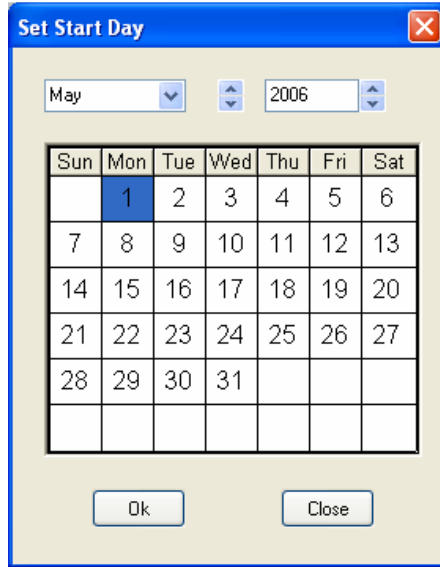 Set Start Day
May 2006
Sun Mon Tue Wed Thu Fri Sat
1 2 3 4 5 6
7 8 9 10 11 12 13
14 15 16 17 18 19 20
21 22 23 24 25 26 27
28 29 30 31
Ok Close